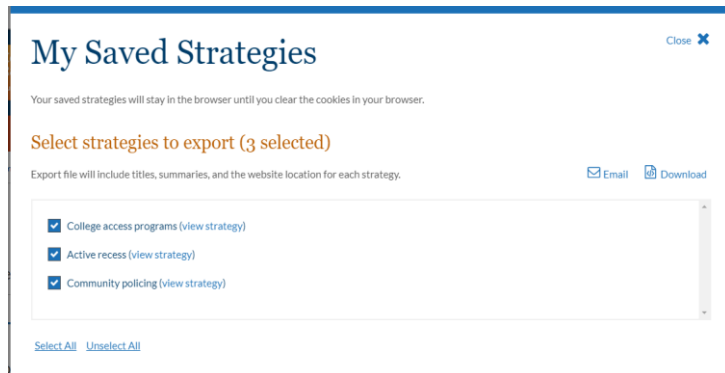 My Saved Strategies
Close
Your saved strategies will stay in the browser until you clear the cookies in your browser.
Select strategies to export (3 selected)
Export file will include titles, summaries, and the website location for each strategy.
Email
Download
College access programs (view strategy)
Active recess (view strategy)
Community policing (view strategy)
Select All Unselect All